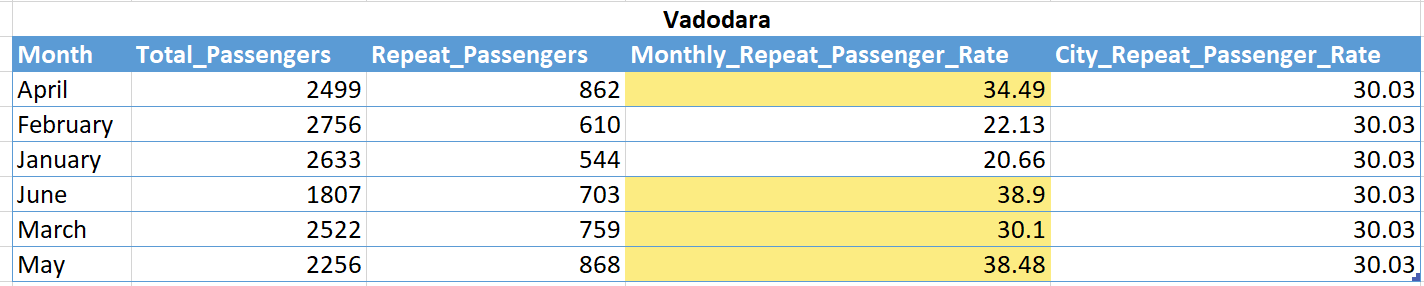 Vadodara
Month Total_Passengers Repeat_Passengers Monthly_Repeat_Passenger_Rate City_Repeat_Passenger_Rate
April 2499 862 34.49 30.03
February 2756 610 22.13 30.03
January 2633 544 20.66 30.03
June 1807 703 38.9 30.03
March 2522 759 30.1 30.03
May 2256 868 38.48 30.03